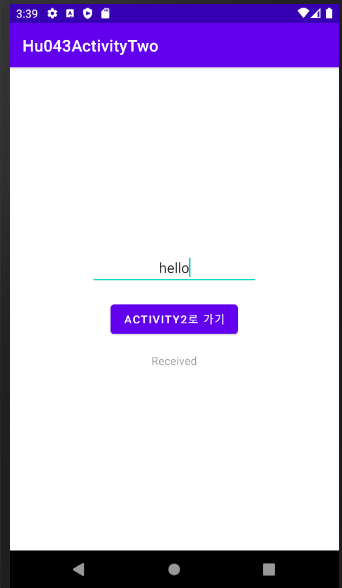 3:39
Hu043ActivityTwo
hello
ACTIVITY2로 가기
Received